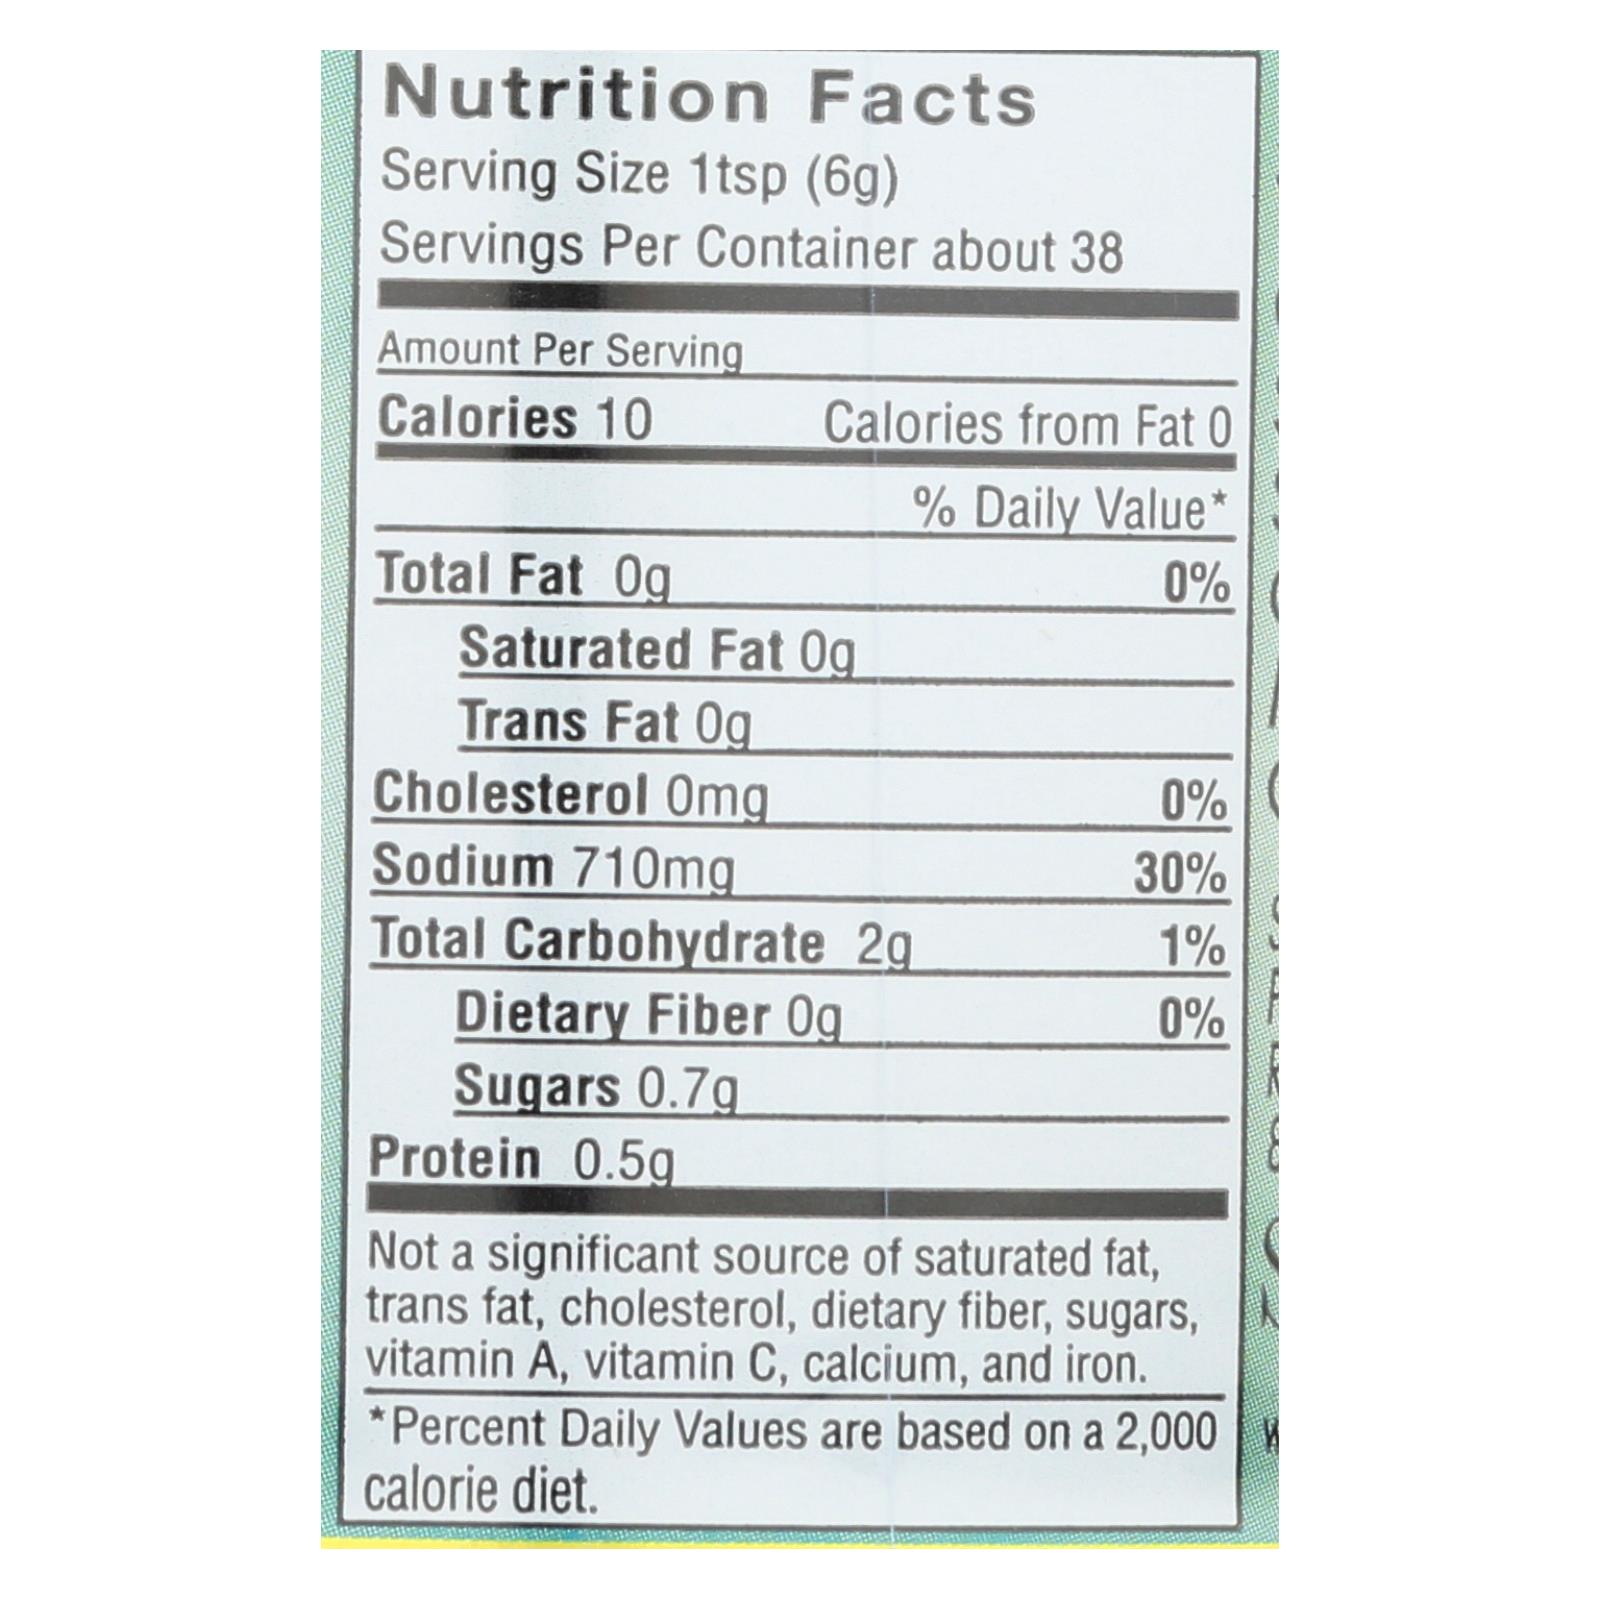 Nutrition Facts
Serving Size 1tsp (6g)
Servings Per Container about 38
Amount Per Serving
Calories 10 Calories from Fat 0
% Daily Value*
Total Fat 0g 0%
Saturated Fat 0g
Trans Fat 0g
Cholesterol 0mg 0%
Sodium 710mg 30%
Total Carbohydrate 2g 1%
Dietary Fiber 0g 0%
Sugars 0.7g
Protein 0.5g
Not a significant source of saturated fat,
trans fat, cholesterol, dietary fiber, sugars,
vitamin A, vitamin C, calcium, and iron.
*Percent Daily Values are based on a 2,000
calorie diet.